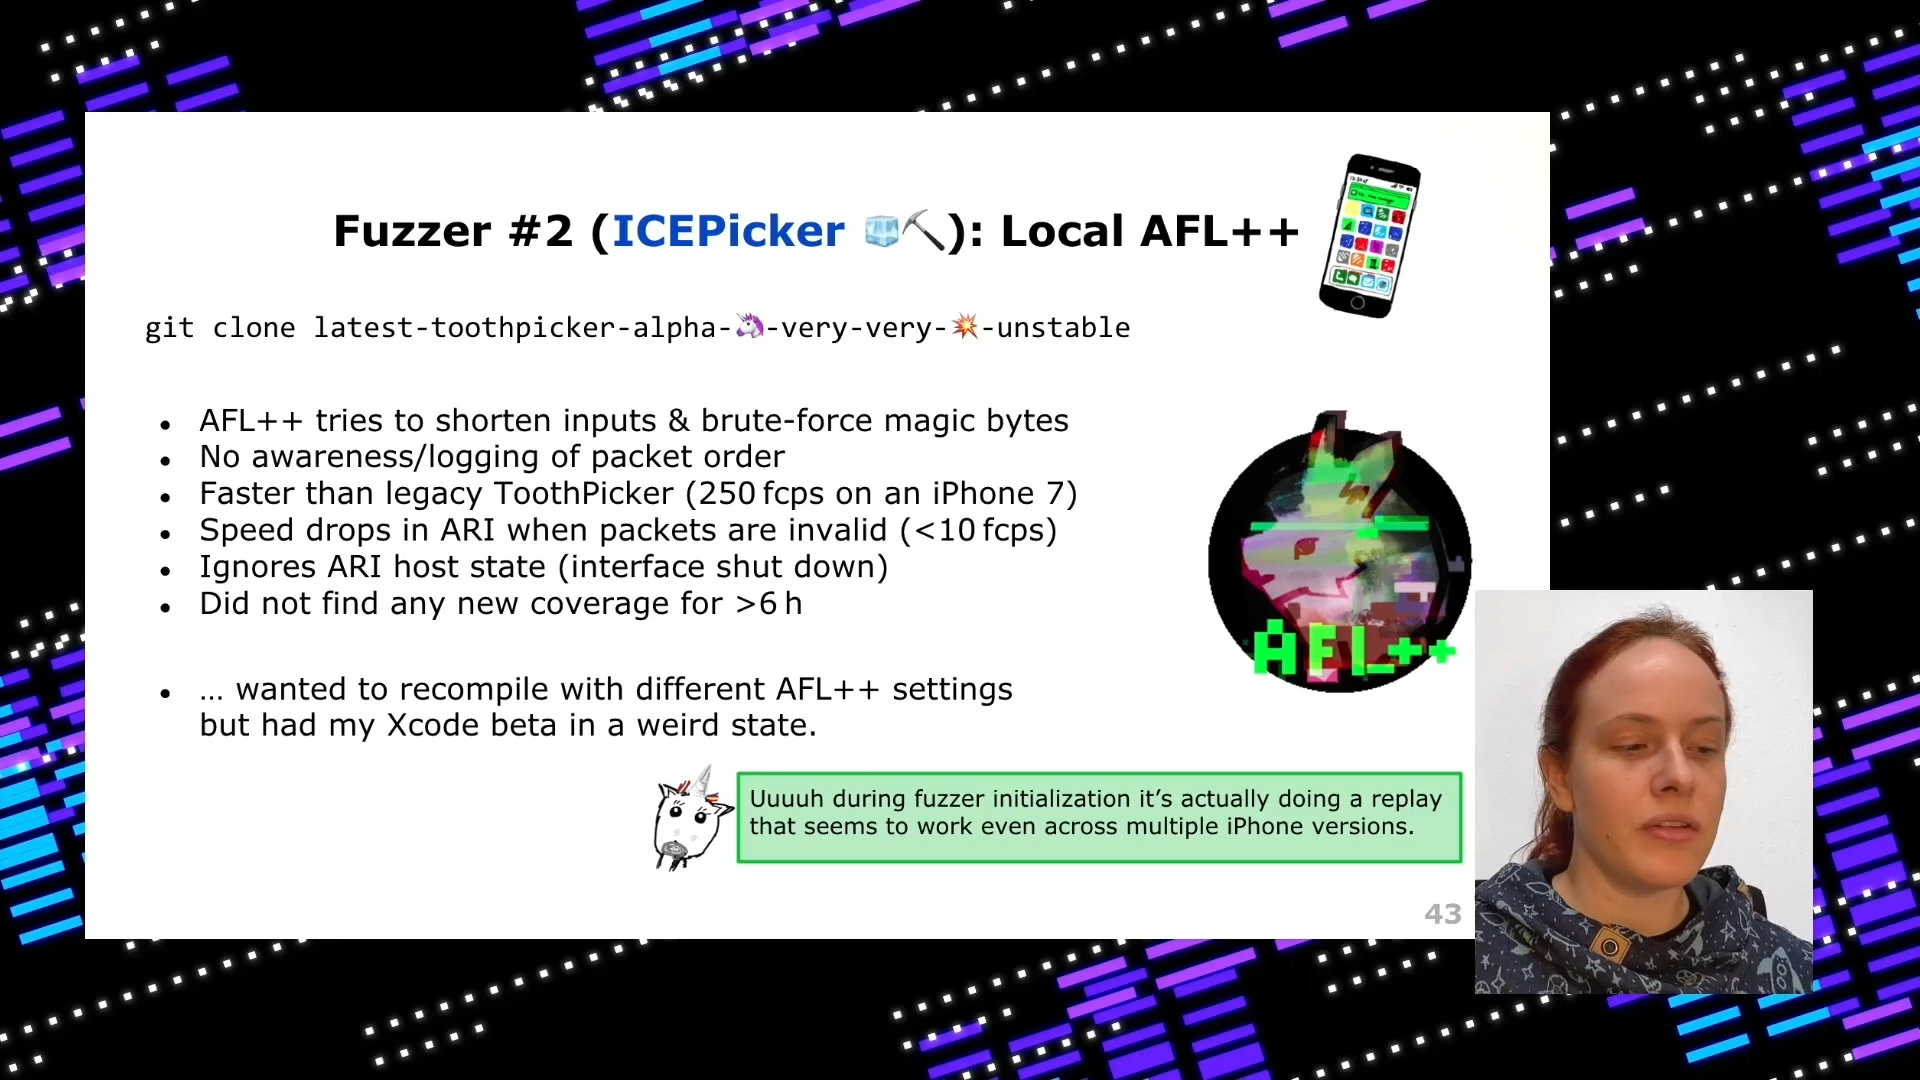 Fuzzer #2 (ICEPicker 🧊⛏): Local AFL++
git clone latest-toothpicker-alpha-🦄-very-very-💥-unstable
• AFL++ tries to shorten inputs & brute-force magic bytes
• No awareness/logging of packet order
• Faster than legacy ToothPicker (250 fcps on an iPhone 7)
• Speed drops in ARI when packets are invalid (<10 fcps)
• Ignores ARI host state (interface shut down)
• Did not find any new coverage for >6 h
AFL++
• … wanted to recompile with different AFL++ settings
but had my Xcode beta in a weird state.
Uuuuh during fuzzer initialization it’s actually doing a replay
that seems to work even across multiple iPhone versions.
43